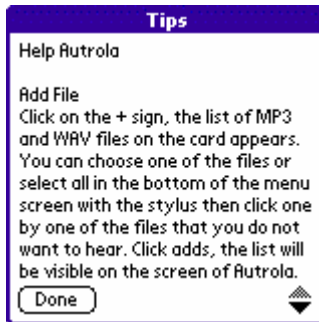 Tips
Help Autrola
Add File
Click on the + sign, the list of MP3
and WAV files on the card appears.
You can choose one of the files or
select all in the bottom of the menu
screen with the stylus then click one
by one of the files that you do not
want to hear. Click adds, the list will
be visible on the screen of Autrola.
Done